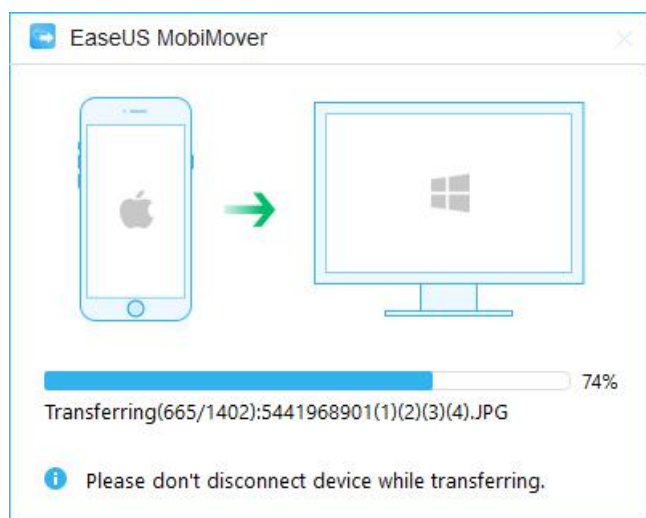 EaseUS MobiMover
74%
Transferring(665/1402):5441968901(1)(2)(3)(4).JPG
Please don't disconnect device while transferring.